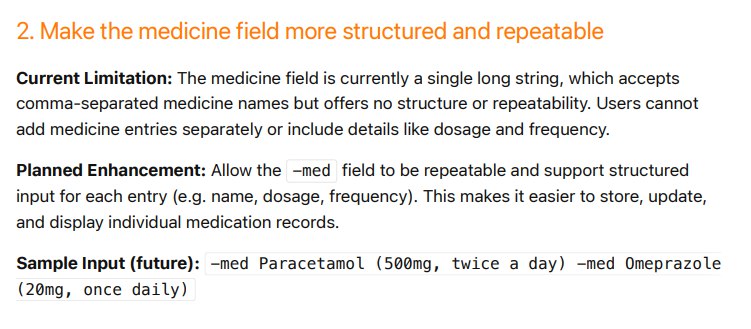 2. Make the medicine field more structured and repeatable
Current Limitation: The medicine field is currently a single long string, which accepts
comma-separated medicine names but offers no structure or repeatability. Users cannot
add medicine entries separately or include details like dosage and frequency.
Planned Enhancement: Allow the −med field to be repeatable and support structured
input for each entry (e.g. name, dosage, frequency). This makes it easier to store, update,
and display individual medication records.
Sample Input (future): −med Paracetamol (500mg, twice a day) −med Omeprazole
(20mg, once daily)